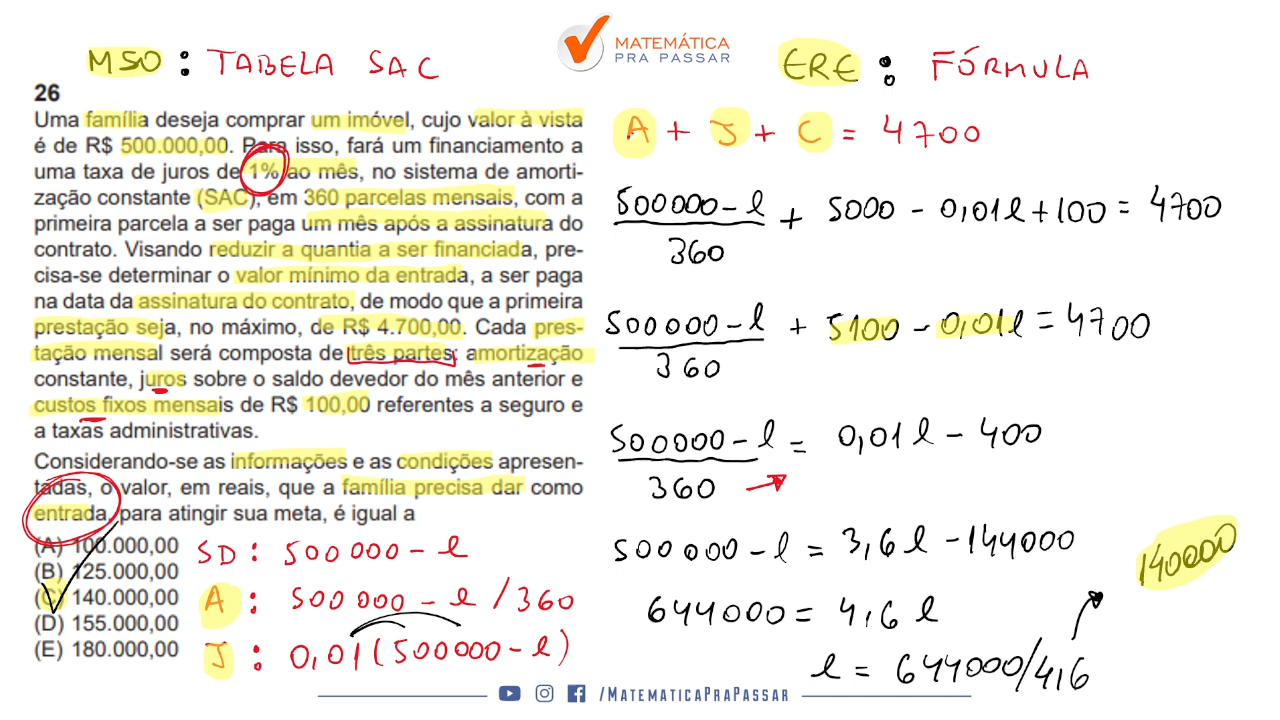 MATEMÁTICA
PRA PASSAR
MSO : TABELA SAC
26
Uma família deseja comprar um imóvel, cujo valor à vista
é de R$ 500.000,00. Para isso, fará um financiamento a
uma taxa de juros de 1% ao mês, no sistema de amorti-
zação constante (SAC), em 360 parcelas mensais, com a
primeira parcela a ser paga um mês após a assinatura do
contrato. Visando reduzir a quantia a ser financiada, pre-
cisa-se determinar o valor mínimo da entrada, a ser paga
na data da assinatura do contrato, de modo que a primeira
prestação seja, no máximo, de R$ 4.700,00. Cada pres-
tação mensal será composta de três partes: amortização
constante, juros sobre o saldo devedor do mês anterior e
custos fixos mensais de R$ 100,00 referentes a seguro e
a taxas administrativas.
Considerando-se as informações e as condições apresen-
tadas, o valor, em reais, que a família precisa dar como
entrada, para atingir sua meta, é igual a
(A) 100.000,00
(B) 125.000,00
(C) 140.000,00
(D) 155.000,00
(E) 180.000,00
SD : 500000 - l
A : 500000 - l / 360
J : 0,01 (500000 - l)
ERE : FÓRMULA
A + J + C = 4700
500000 - l + 5000 - 0,01 l + 100 = 4700
360
500000 - l + 5100 - 0,01 l = 4700
360
500000 - l = 0,01 l - 400
360
500000 - l = 3,6 l - 144000
140000
644000 = 4,6 l
l = 644000/4,6
/MATEMATICAPRAPASSAR